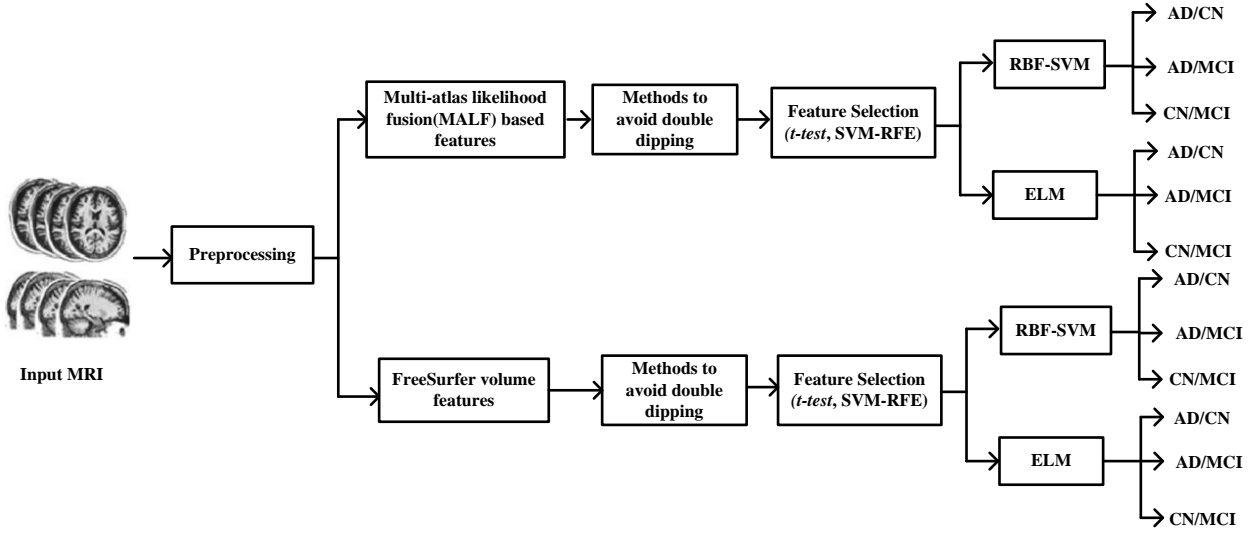 Input MRI
Preprocessing
Multi-atlas likelihood
fusion(MALF) based
features
Methods to
avoid double
dipping
Feature Selection
(t-test, SVM-RFE)
RBF-SVM
AD/CN
AD/MCI
CN/MCI
ELM
AD/CN
AD/MCI
CN/MCI
FreeSurfer volume
features
Methods to
avoid double
dipping
Feature Selection
(t-test, SVM-RFE)
RBF-SVM
AD/CN
AD/MCI
CN/MCI
ELM
AD/CN
AD/MCI
CN/MCI